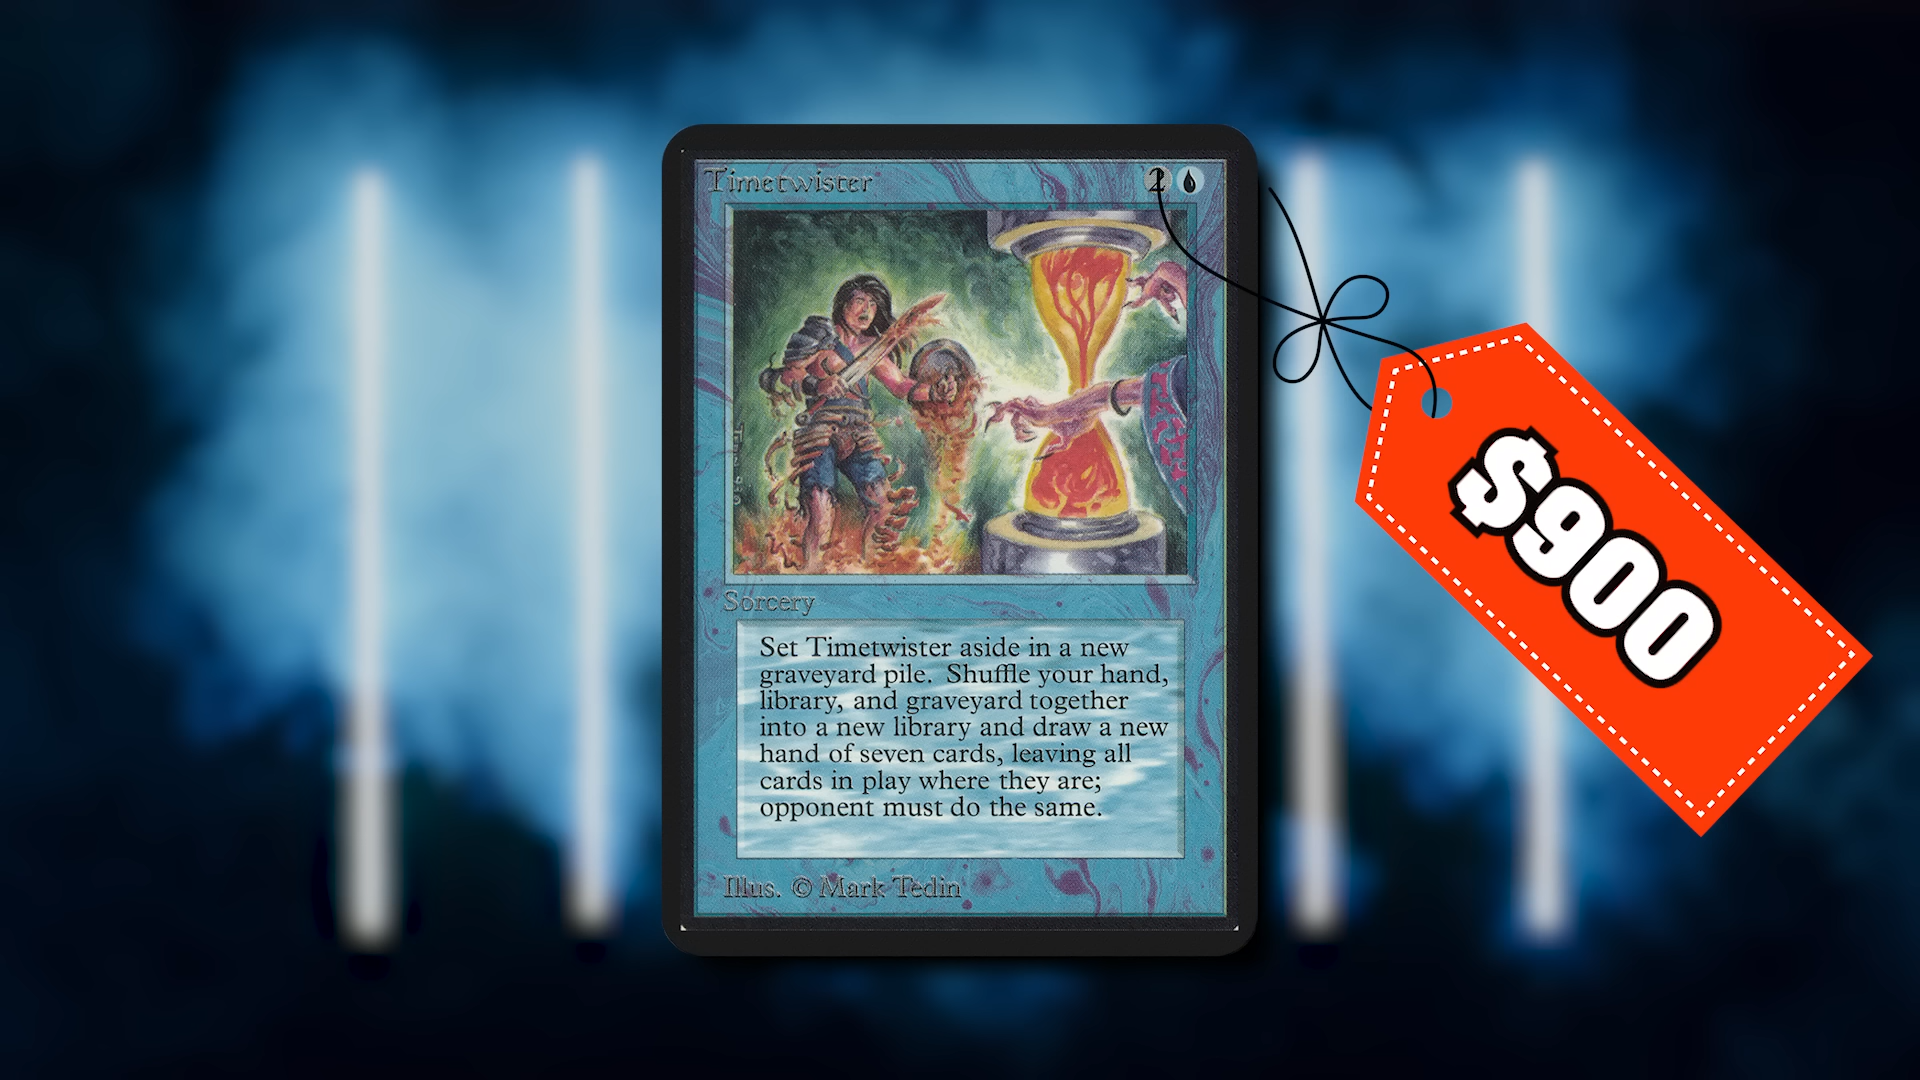 Timetwister 2
$900
Sorcery
Set Timetwister aside in a new
graveyard pile. Shuffle your hand,
library, and graveyard together
into a new library and draw a new
hand of seven cards, leaving all
cards in play where they are;
opponent must do the same.
Illus. © Mark Tedin